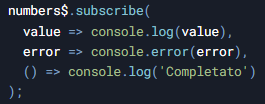 numbers$.subscribe(
  value => console.log(value),
  error => console.error(error),
  () => console.log('Completato')
);